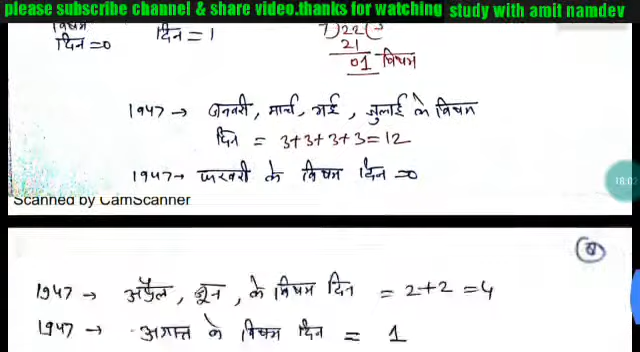 please subscribe channel & share video.thanks for watching study with amit namdev
विषम
दिन =0 दिन = 1
7)22(3
21
01 विषम
1947 → जनवरी, मार्च, मई, जुलाई के विषम
दिन = 3+3+3+3=12
1947→ फरवरी के विषम दिन =0
18:02
Scanned by CamScanner
1947 → अप्रैल, जून, के विषम दिन = 2+2=4
1947 → अगस्त के विषम दिन = 1